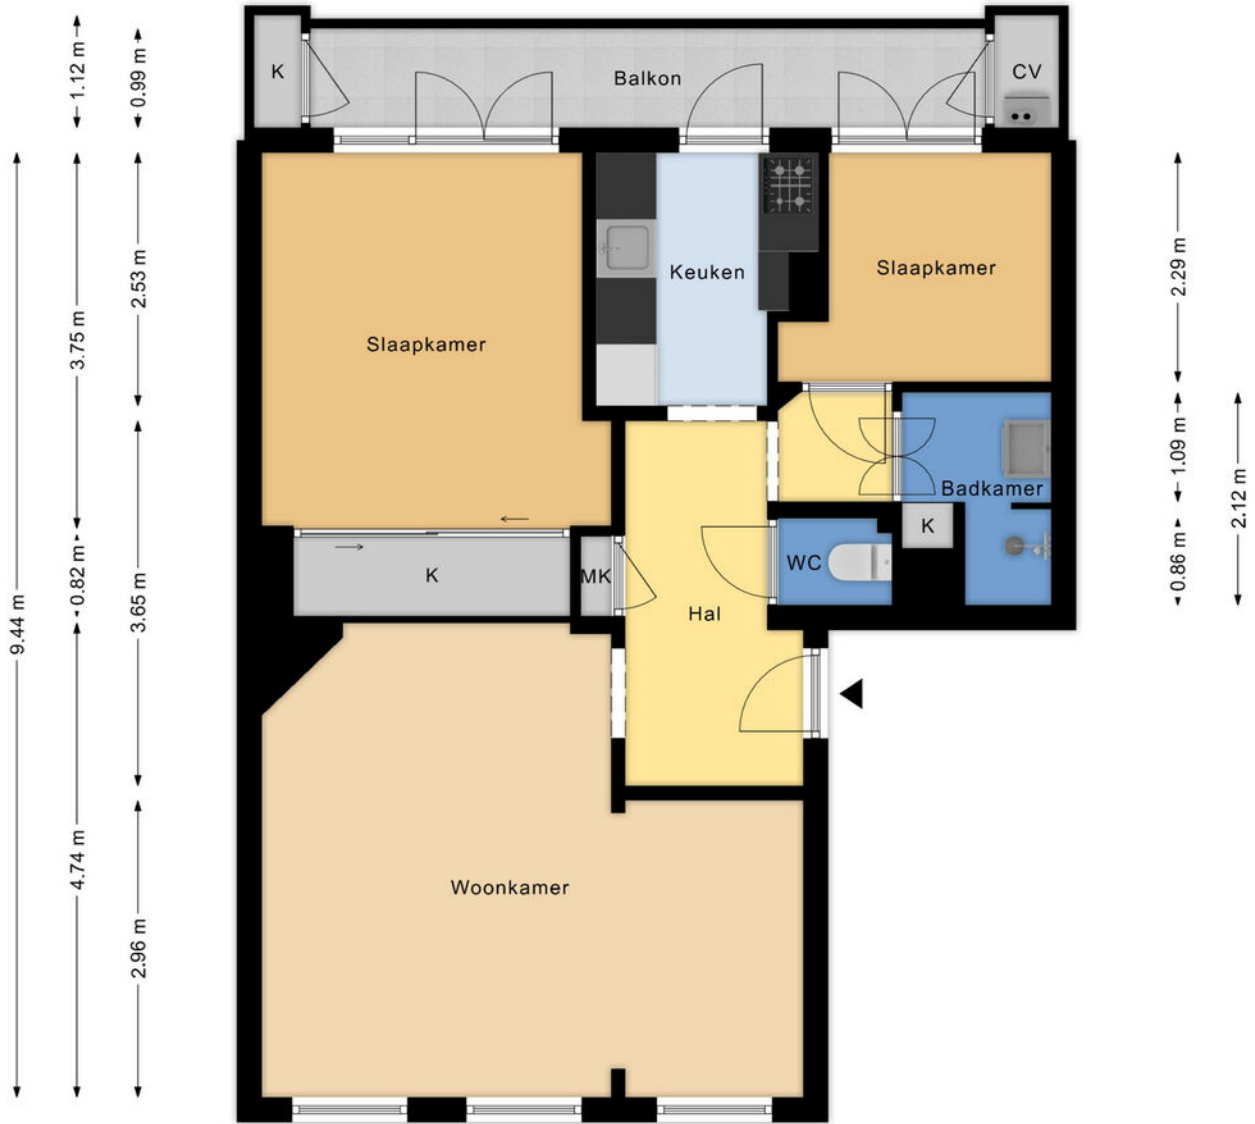 K
Balkon
CV
1.12 m
0.99 m
Slaapkamer
Keuken
Slaapkamer
2.53 m
3.75 m
2.29 m
1.09 m
2.12 m
Badkamer
K
WC
0.86 m
K
MK
Hal
0.82 m
3.65 m
9.44 m
Woonkamer
4.74 m
2.96 m